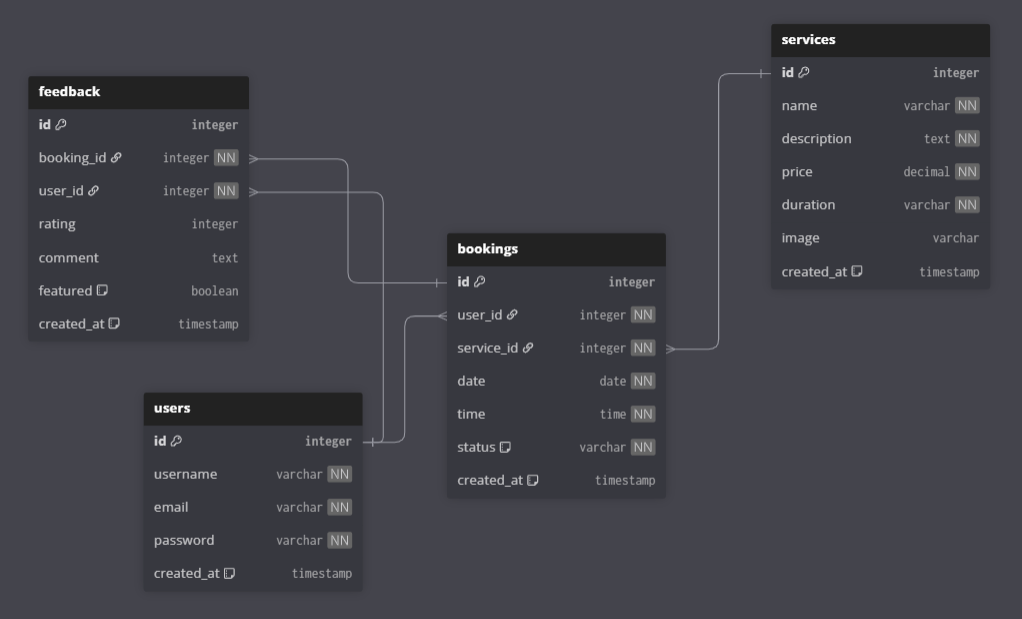 feedback
id integer
booking_id integer NN
user_id integer NN
rating integer
comment text
featured boolean
created_at timestamp
users
id integer
username varchar NN
email varchar NN
password varchar NN
created_at timestamp
bookings
id integer
user_id integer NN
service_id integer NN
date date NN
time time NN
status varchar NN
created_at timestamp
services
id integer
name varchar NN
description text NN
price decimal NN
duration varchar NN
image varchar
created_at timestamp